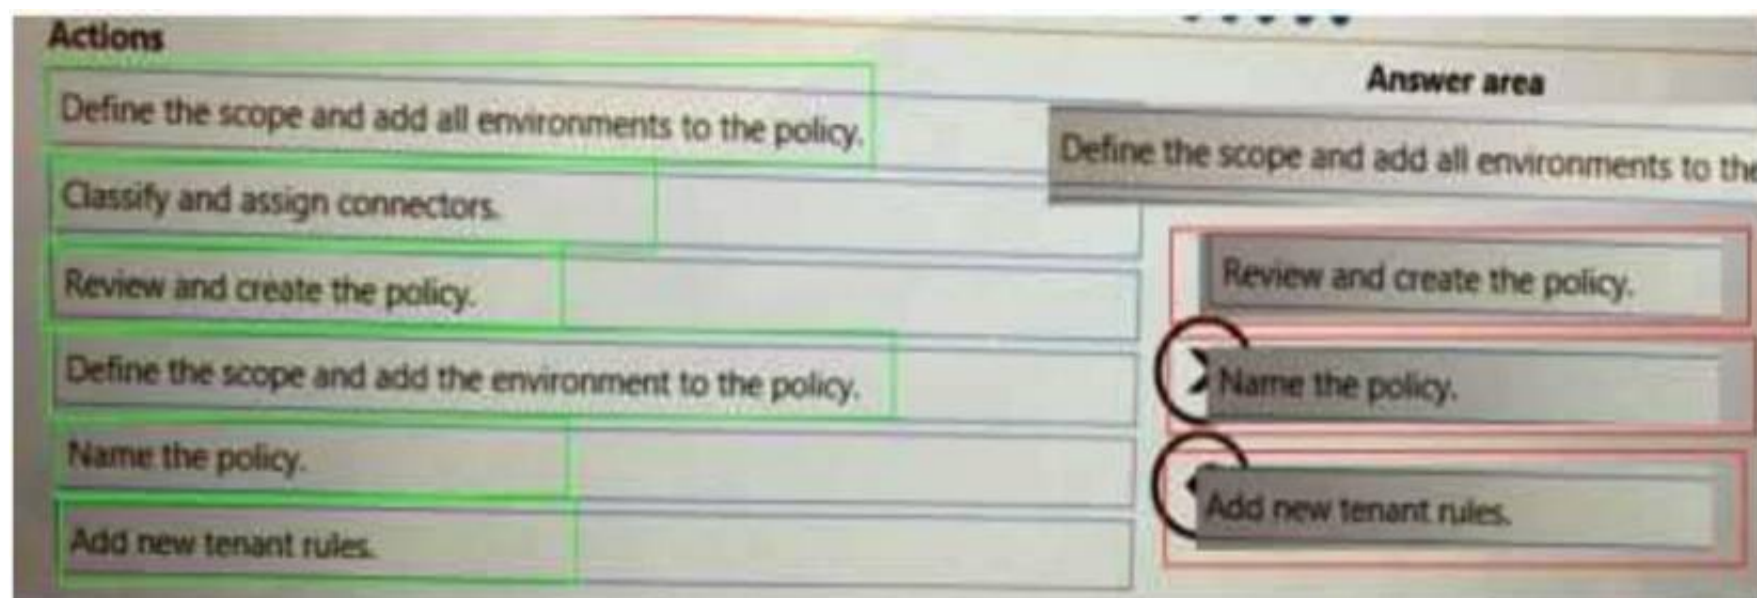 Actions
Define the scope and add all environments to the policy.
Classify and assign connectors.
Review and create the policy.
Define the scope and add the environment to the policy.
Name the policy.
Add new tenant rules.
Answer area
Define the scope and add all environments to the
Review and create the policy.
Name the policy.
Add new tenant rules.